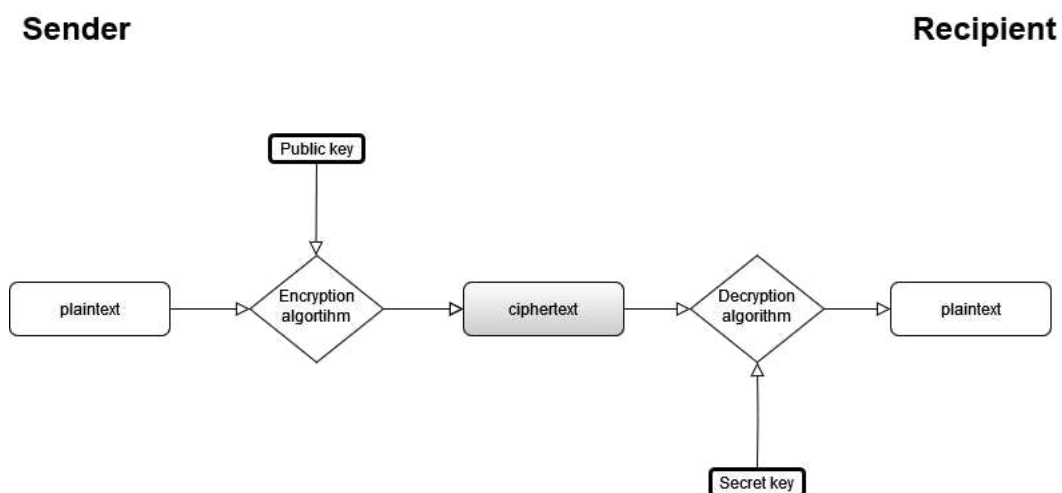 Sender
Recipient
Public key
plaintext
Encryption
algortihm
ciphertext
Decryption
algorithm
plaintext
Secret key